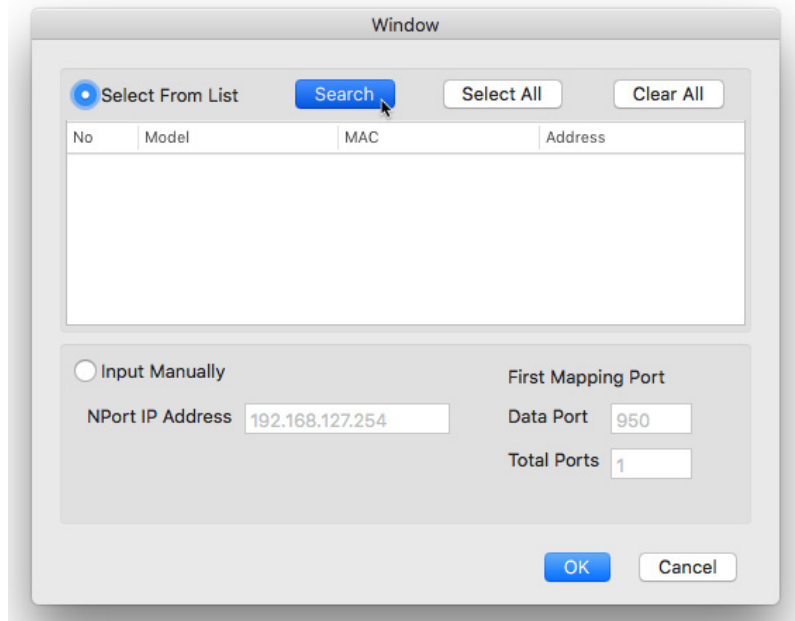 Window
Select From List Search Select All Clear All
No Model MAC Address
Input Manually
First Mapping Port
NPort IP Address 192.168.127.254 Data Port 950
Total Ports 1
OK Cancel